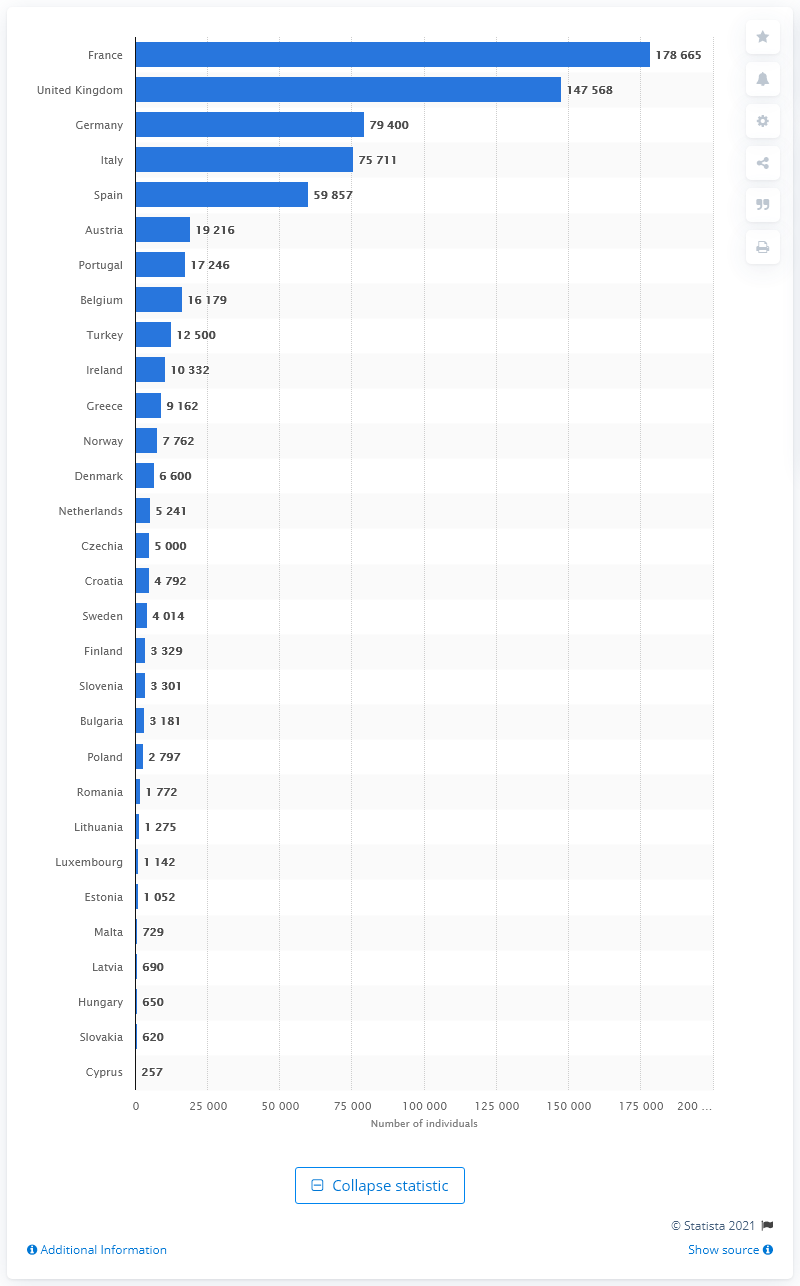 France 178 665
United Kingdom 147 568
Germany 79 400
Italy 75 711
Spain 59 857
Austria 19 216
Portugal 17 246
Belgium 16 179
Turkey 12 500
Ireland 10 332
Greece 9 162
Norway 7 762
Denmark 6 600
Netherlands 5 241
Czechia 5 000
Croatia 4 792
Sweden 4 014
Finland 3 329
Slovenia 3 301
Bulgaria 3 181
Poland 2 797
Romania 1 772
Lithuania 1 275
Luxembourg 1 142
Estonia 1 052
Malta 729
Latvia 690
Hungary 650
Slovakia 620
Cyprus 257
0 25 000 50 000 75 000 100 000 125 000 150 000 175 000 200 ...
Number of individuals
Collapse statistic
© Statista 2021
Additional Information Show source